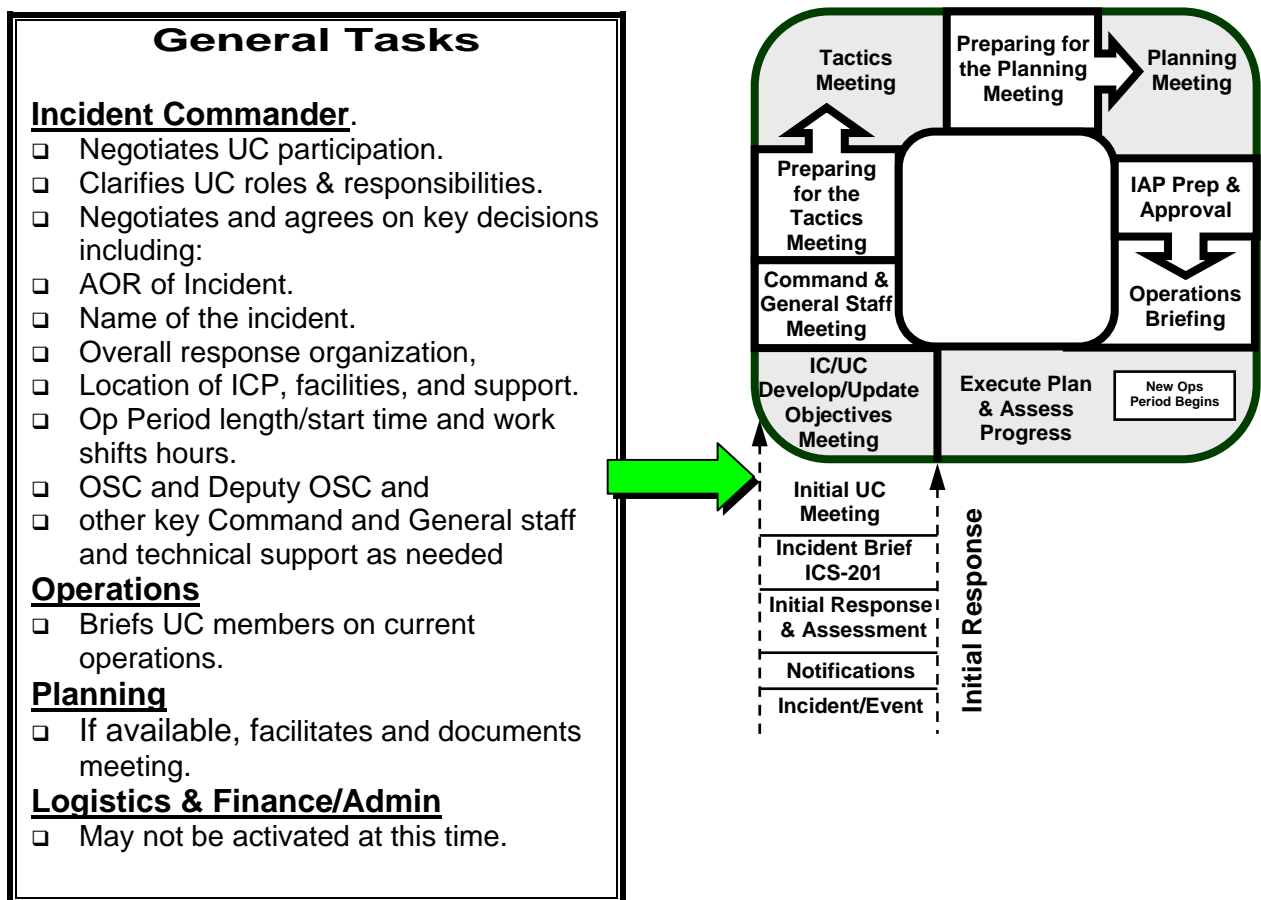 General Tasks
Incident Commander.
❑ Negotiates UC participation.
❑ Clarifies UC roles & responsibilities.
❑ Negotiates and agrees on key decisions
including:
❑ AOR of Incident.
❑ Name of the incident.
❑ Overall response organization,
❑ Location of ICP, facilities, and support.
❑ Op Period length/start time and work
shifts hours.
❑ OSC and Deputy OSC and
❑ other key Command and General staff
and technical support as needed
Operations
❑ Briefs UC members on current
operations.
Planning
❑ If available, facilitates and documents
meeting.
Logistics & Finance/Admin
❑ May not be activated at this time.
Tactics
Meeting
Preparing for
the Planning
Meeting
Planning
Meeting
Preparing
for the
Tactics
Meeting
IAP Prep &
Approval
Command &
General Staff
Meeting
Operations
Briefing
IC/UC
Develop/Update
Objectives
Meeting
Execute Plan
& Assess
Progress
New Ops
Period Begins
Initial UC
Meeting
Incident Brief
ICS-201
Initial Response
& Assessment
Notifications
Incident/Event
Initial Response